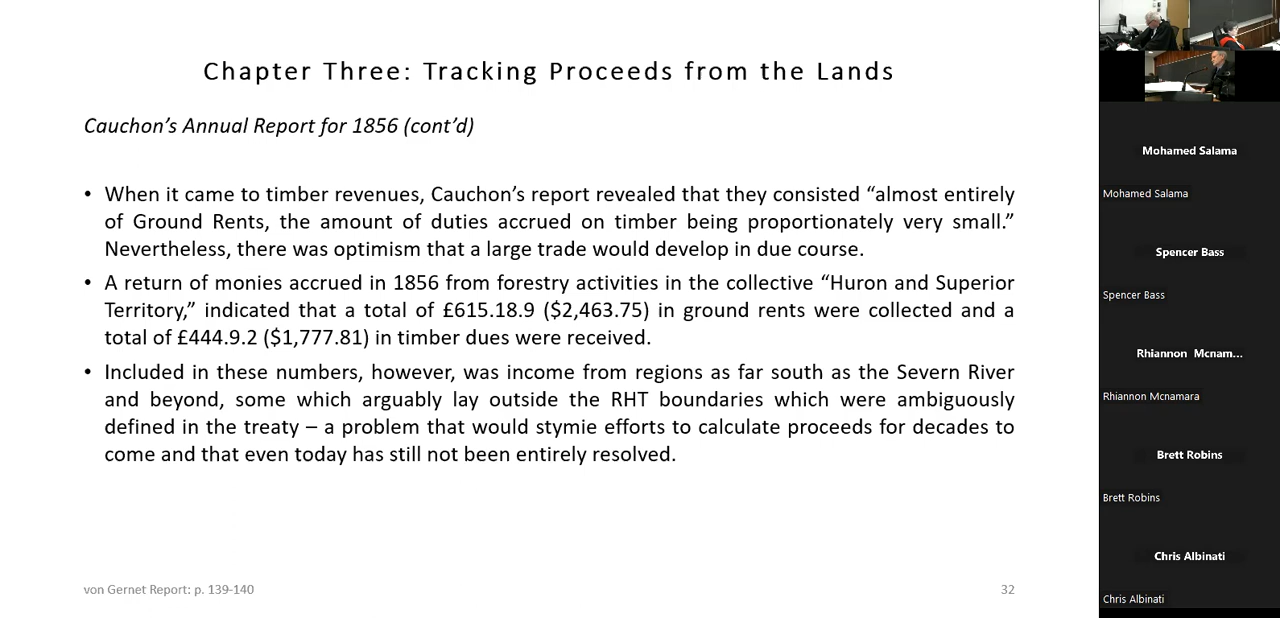 Chapter Three: Tracking Proceeds from the Lands
Cauchon’s Annual Report for 1856 (cont’d)
• When it came to timber revenues, Cauchon’s report revealed that they consisted “almost entirely
of Ground Rents, the amount of duties accrued on timber being proportionately very small.”
Nevertheless, there was optimism that a large trade would develop in due course.
• A return of monies accrued in 1856 from forestry activities in the collective “Huron and Superior
Territory,” indicated that a total of £615.18.9 ($2,463.75) in ground rents were collected and a
total of £444.9.2 ($1,777.81) in timber dues were received.
• Included in these numbers, however, was income from regions as far south as the Severn River
and beyond, some which arguably lay outside the RHT boundaries which were ambiguously
defined in the treaty – a problem that would stymie efforts to calculate proceeds for decades to
come and that even today has still not been entirely resolved.
von Gernet Report: p. 139-140
32
Mohamed Salama
Mohamed Salama
Spencer Bass
Spencer Bass
Rhiannon Mcnam...
Rhiannon Mcnamara
Brett Robins
Brett Robins
Chris Albinati
Chris Albinati